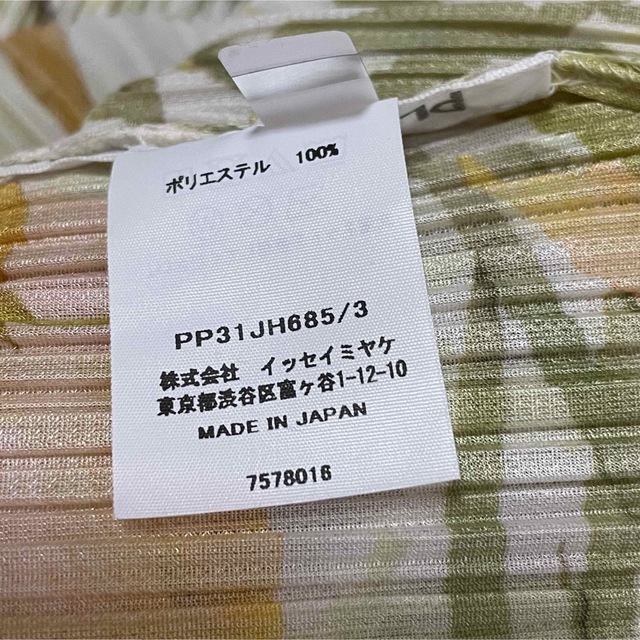 ポリエステル 100%
PP31JH685/3
株式会社 イッセイミヤケ
東京都渋谷区富ヶ谷1-12-10
MADE IN JAPAN
7578016